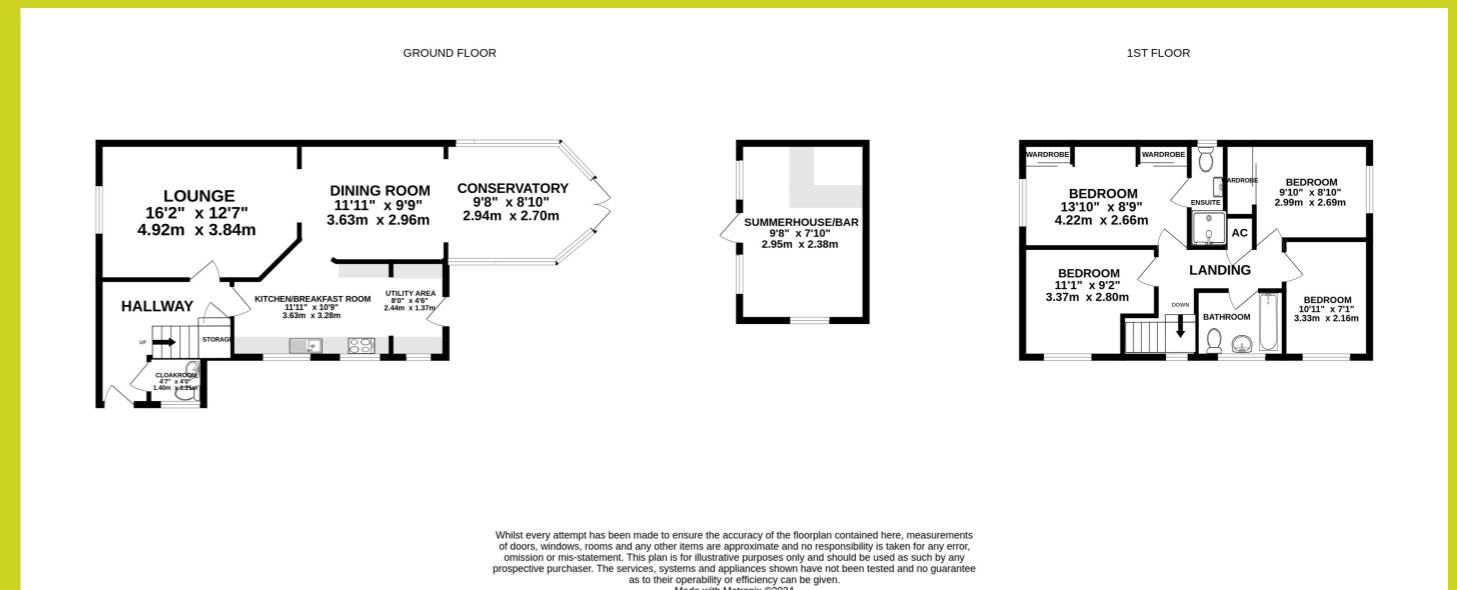 GROUND FLOOR
1ST FLOOR
LOUNGE
16'2" x 12'7"
4.92m x 3.84m
DINING ROOM
11'11" x 9'9"
3.63m x 2.96m
CONSERVATORY
9'8" x 8'10"
2.94m x 2.70m
HALLWAY
UP
STORAGE
KITCHEN/BREAKFAST ROOM
11'11" x 10'9"
3.63m x 3.28m
UTILITY AREA
8'0" x 4'6"
2.44m x 1.37m
CLOAKROOM
4'7" x 4'0"
1.40m x 1.21m
SUMMERHOUSE/BAR
9'8" x 7'10"
2.95m x 2.38m
WARDROBE
WARDROBE
BEDROOM
13'10" x 8'9"
4.22m x 2.66m
ENSUITE
WARDROBE
BEDROOM
9'10" x 8'10"
2.99m x 2.69m
AC
LANDING
BEDROOM
11'1" x 9'2"
3.37m x 2.80m
DOWN
BATHROOM
BEDROOM
10'11" x 7'1"
3.33m x 2.16m
Whilst every attempt has been made to ensure the accuracy of the floorplan contained here, measurements
of doors, windows, rooms and any other items are approximate and no responsibility is taken for any error,
omission or mis-statement. This plan is for illustrative purposes only and should be used as such by any
prospective purchaser. The services, systems and appliances shown have not been tested and no guarantee
as to their operability or efficiency can be given.
Made with Metropix ©2024